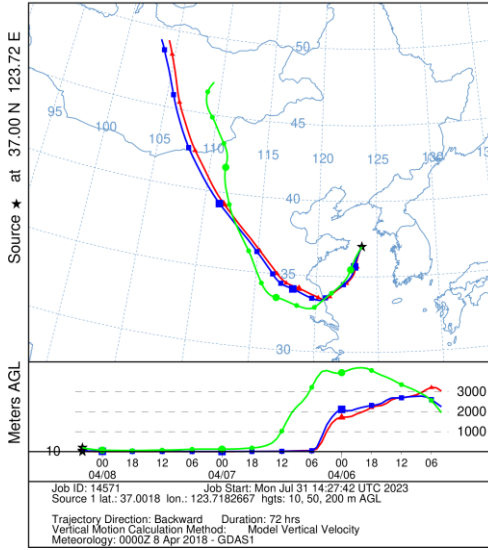 Source ★ at 37.00 N 123.72 E
50
95
100
105
110
45
115
120
125
130
135
40
35
30
Meters AGL
3000
2000
1000
10
00 18 12 06 00 18 12 06 00 18 12 06
04/08 04/07 04/06
Job ID: 14571 Job Start: Mon Jul 31 14:27:42 UTC 2023
Source 1 lat.: 37.0018 lon.: 123.7182667 hgts: 10, 50, 200 m AGL
Trajectory Direction: Backward Duration: 72 hrs
Vertical Motion Calculation Method: Model Vertical Velocity
Meteorology: 0000Z 8 Apr 2018 - GDAS1